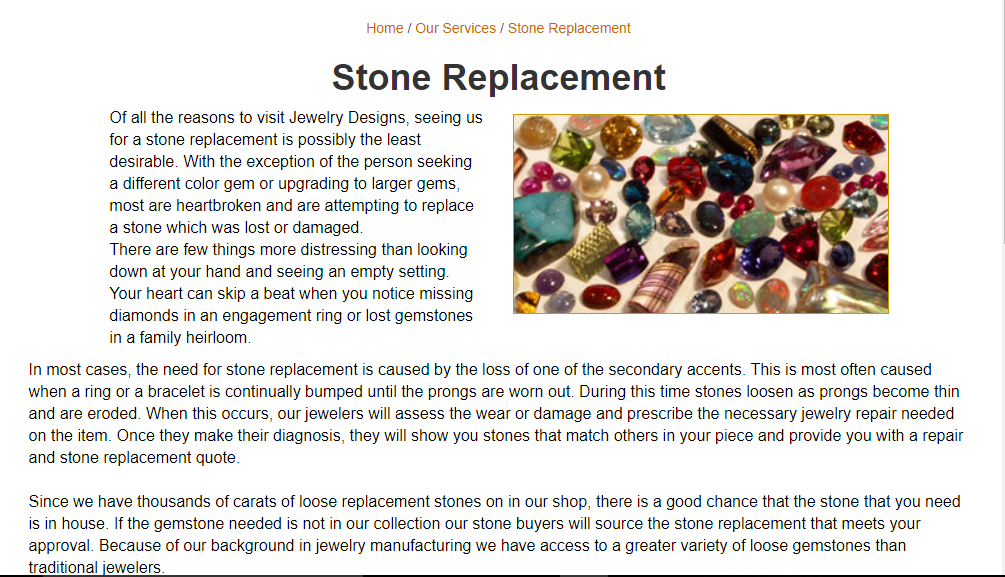 Home / Our Services / Stone Replacement
Stone Replacement
Of all the reasons to visit Jewelry Designs, seeing us
for a stone replacement is possibly the least
desirable. With the exception of the person seeking
a different color gem or upgrading to larger gems,
most are heartbroken and are attempting to replace
a stone which was lost or damaged.
There are few things more distressing than looking
down at your hand and seeing an empty setting.
Your heart can skip a beat when you notice missing
diamonds in an engagement ring or lost gemstones
in a family heirloom.
In most cases, the need for stone replacement is caused by the loss of one of the secondary accents. This is most often caused
when a ring or a bracelet is continually bumped until the prongs are worn out. During this time stones loosen as prongs become thin
and are eroded. When this occurs, our jewelers will assess the wear or damage and prescribe the necessary jewelry repair needed
on the item. Once they make their diagnosis, they will show you stones that match others in your piece and provide you with a repair
and stone replacement quote.
Since we have thousands of carats of loose replacement stones on in our shop, there is a good chance that the stone that you need
is in house. If the gemstone needed is not in our collection our stone buyers will source the stone replacement that meets your
approval. Because of our background in jewelry manufacturing we have access to a greater variety of loose gemstones than
traditional jewelers.